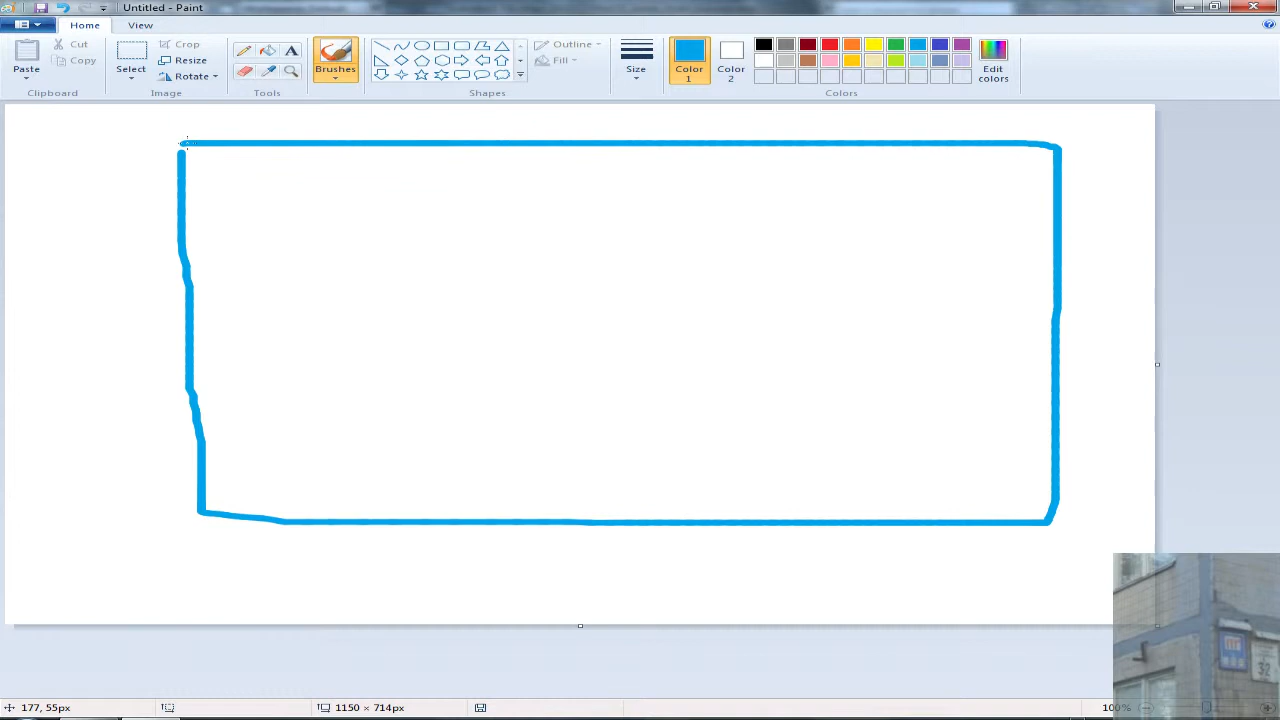 Untitled - Paint
Home View
Paste
Cut
Copy
Clipboard
Select
Crop
Resize
Rotate
Image
Tools
Brushes
Shapes
Outline
Fill
Size
Color 1
Color 2
Edit colors
Colors
177, 55px
1150 × 714px
100%
32